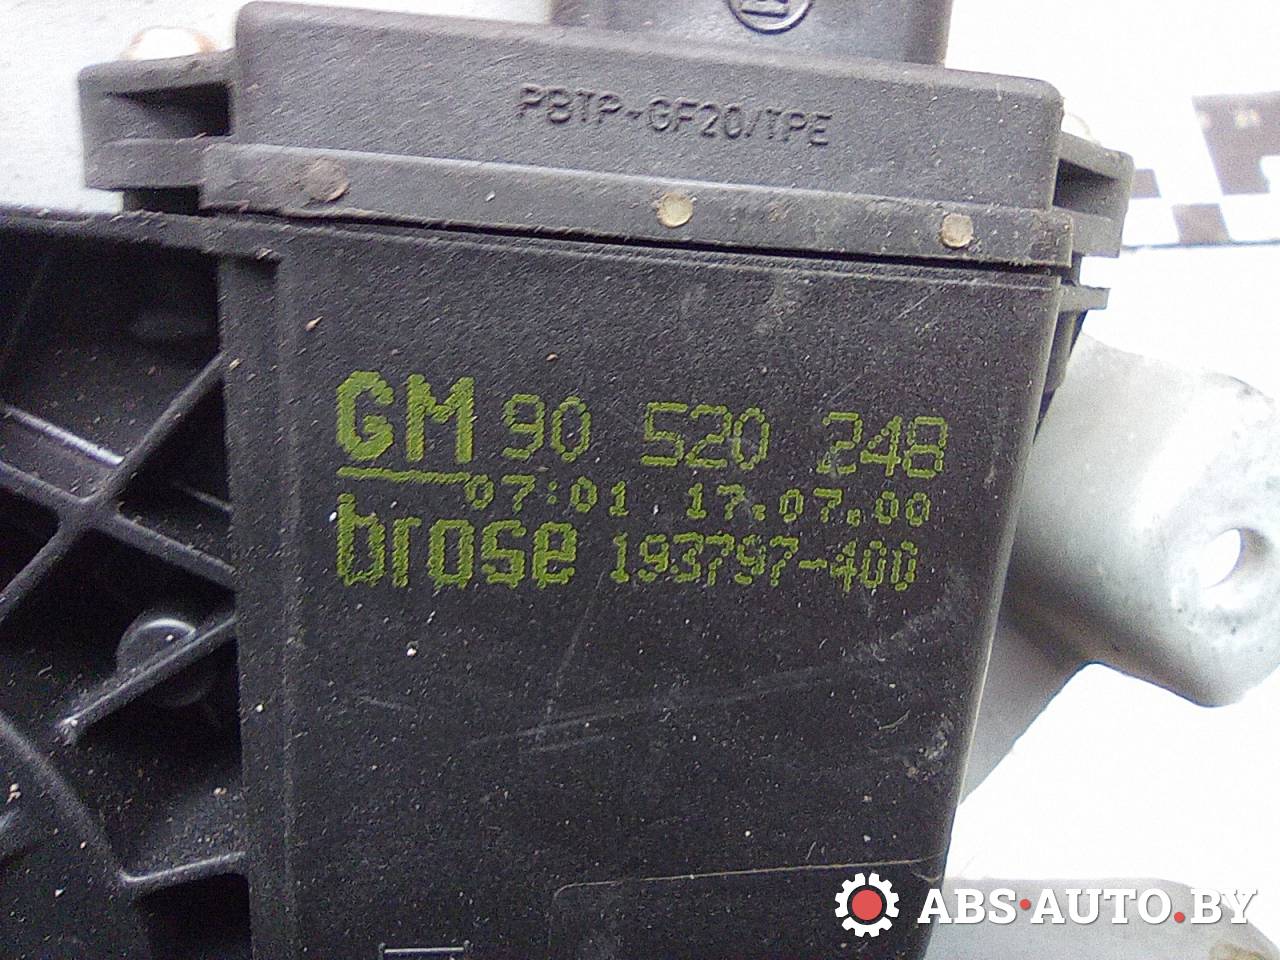 PBTP-GF20/TPE
GM 90 520 248
07:01 17.07.00
brose 193797-400
ABS-AUTO.BY